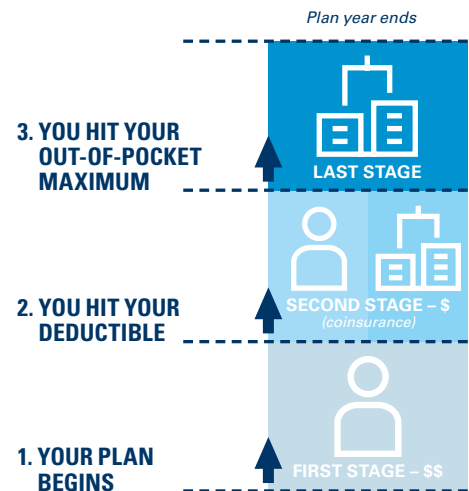 Plan year ends
3. YOU HIT YOUR
OUT-OF-POCKET
MAXIMUM
LAST STAGE
2. YOU HIT YOUR
DEDUCTIBLE
SECOND STAGE – $
(coinsurance)
1. YOUR PLAN
BEGINS
FIRST STAGE – $$